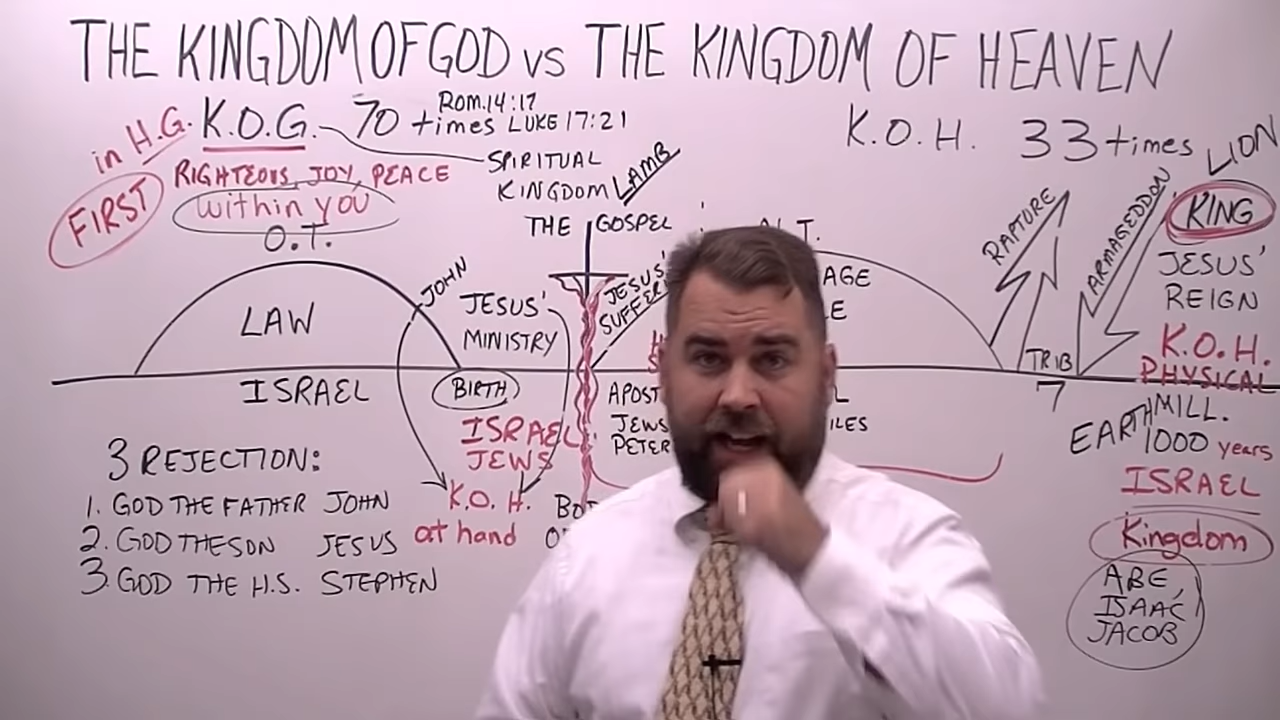 THE KINGDOM OF GOD vs THE KINGDOM OF HEAVEN
in H.G. K.O.G. 70 times
Rom.14:17
LUKE 17:21
K.O.H. 33 times
FIRST
RIGHTEOUS, JOY, PEACE
within you
SPIRITUAL
KINGDOM LAMB
O.T.
LAW
ISRAEL
JOHN
JESUS'
MINISTRY
BIRTH
ISRAEL
JEWS
K.O.H.
at hand
THE GOSPEL
JESUS'
APOST
JEWS
PETER
AGE
RAPTURE
ARMAGEDDON
TRIB
7
LION
KING
JESUS'
REIGN
K.O.H.
PHYSICAL
EARTH MILL.
1000 years
ISRAEL
Kingdom
ABE,
ISAAC
JACOB
3 REJECTION:
1. GOD THE FATHER JOHN
2. GOD THE SON JESUS
3. GOD THE H.S. STEPHEN